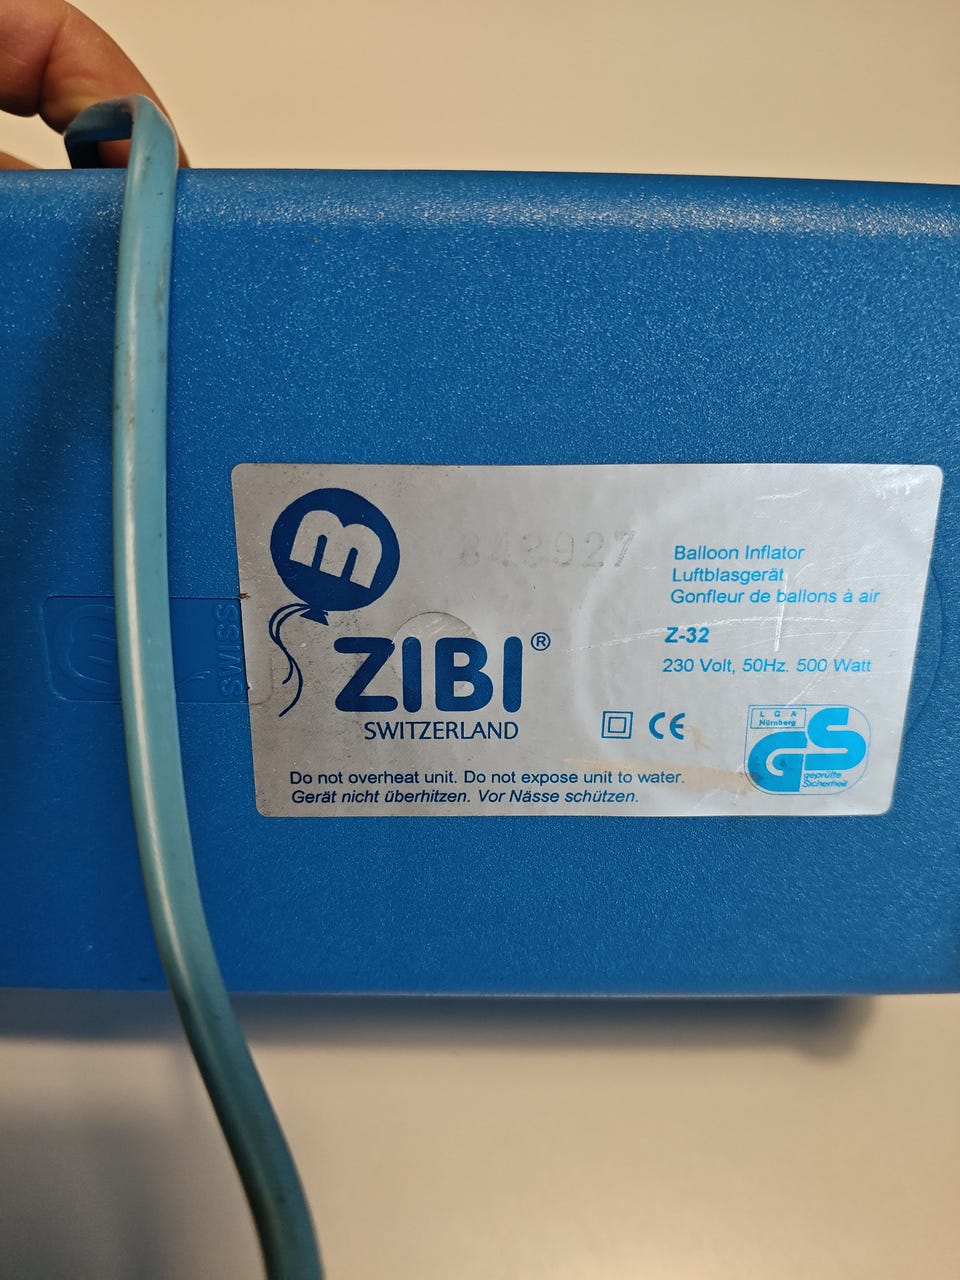 843927
Balloon Inflator
Luftblasgerät
Gonfleur de ballons à air
Z-32
230 Volt, 50Hz. 500 Watt
ZIBI®
SWITZERLAND
CE
LGA
Nürnberg
GS
geprüfte
Sicherheit
Do not overheat unit. Do not expose unit to water.
Gerät nicht überhitzen. Vor Nässe schützen.
SWISS